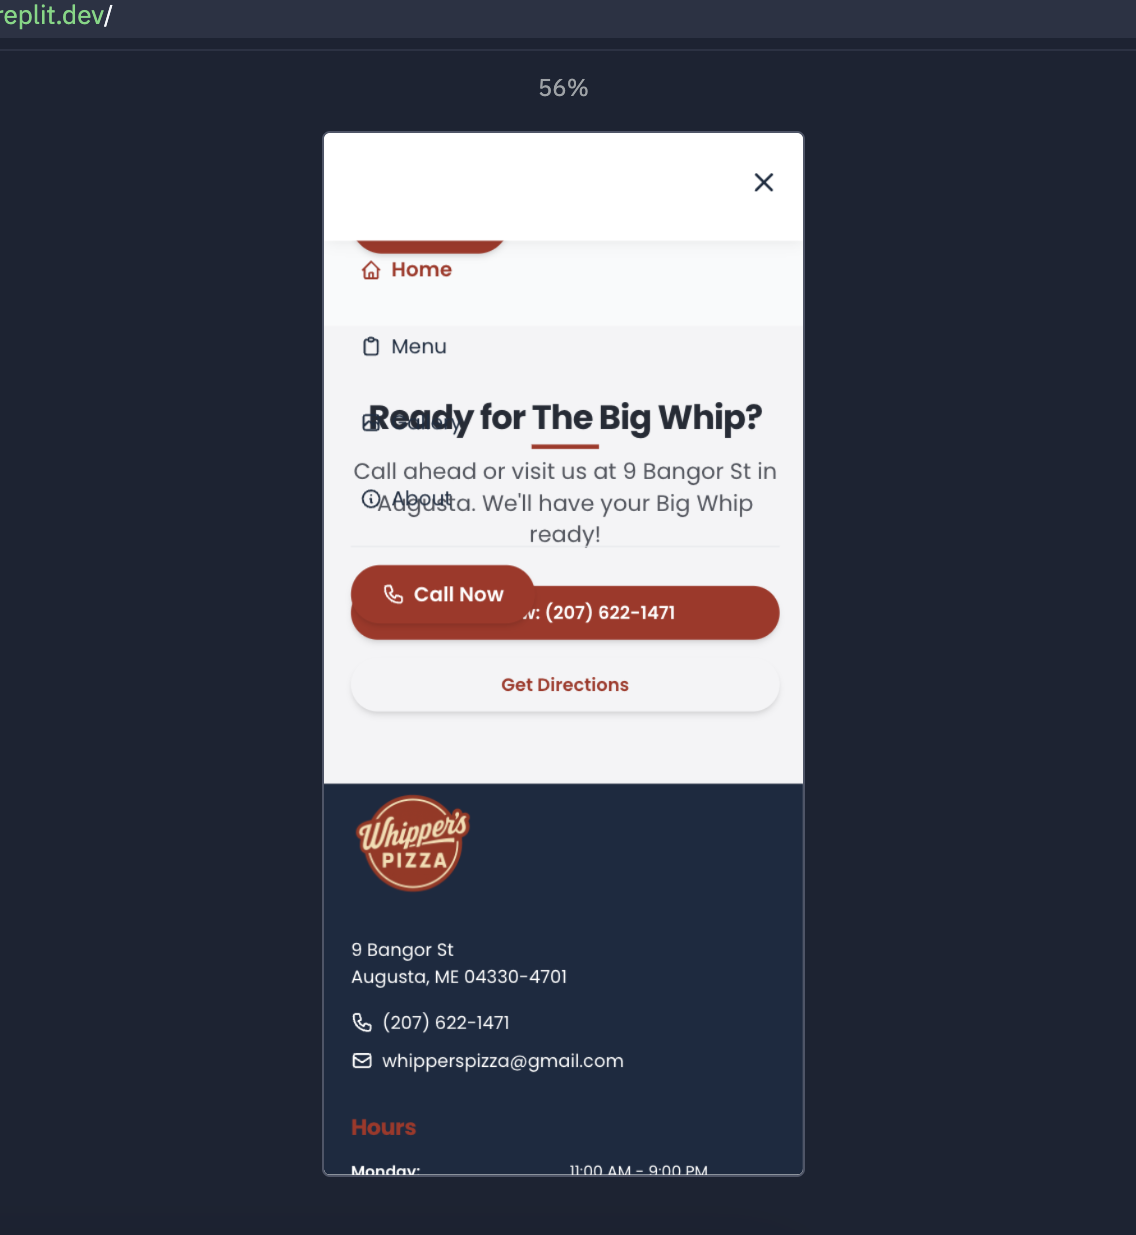 replit.dev/
56%
Home
Menu
Gallery
Ready for The Big Whip?
Call ahead or visit us at 9 Bangor St in
About
Augusta. We'll have your Big Whip
ready!
Call Now
: (207) 622-1471
Get Directions
Whipper's
PIZZA
9 Bangor St
Augusta, ME 04330-4701
(207) 622-1471
whipperspizza@gmail.com
Hours
Monday:
11:00 AM - 9:00 PM